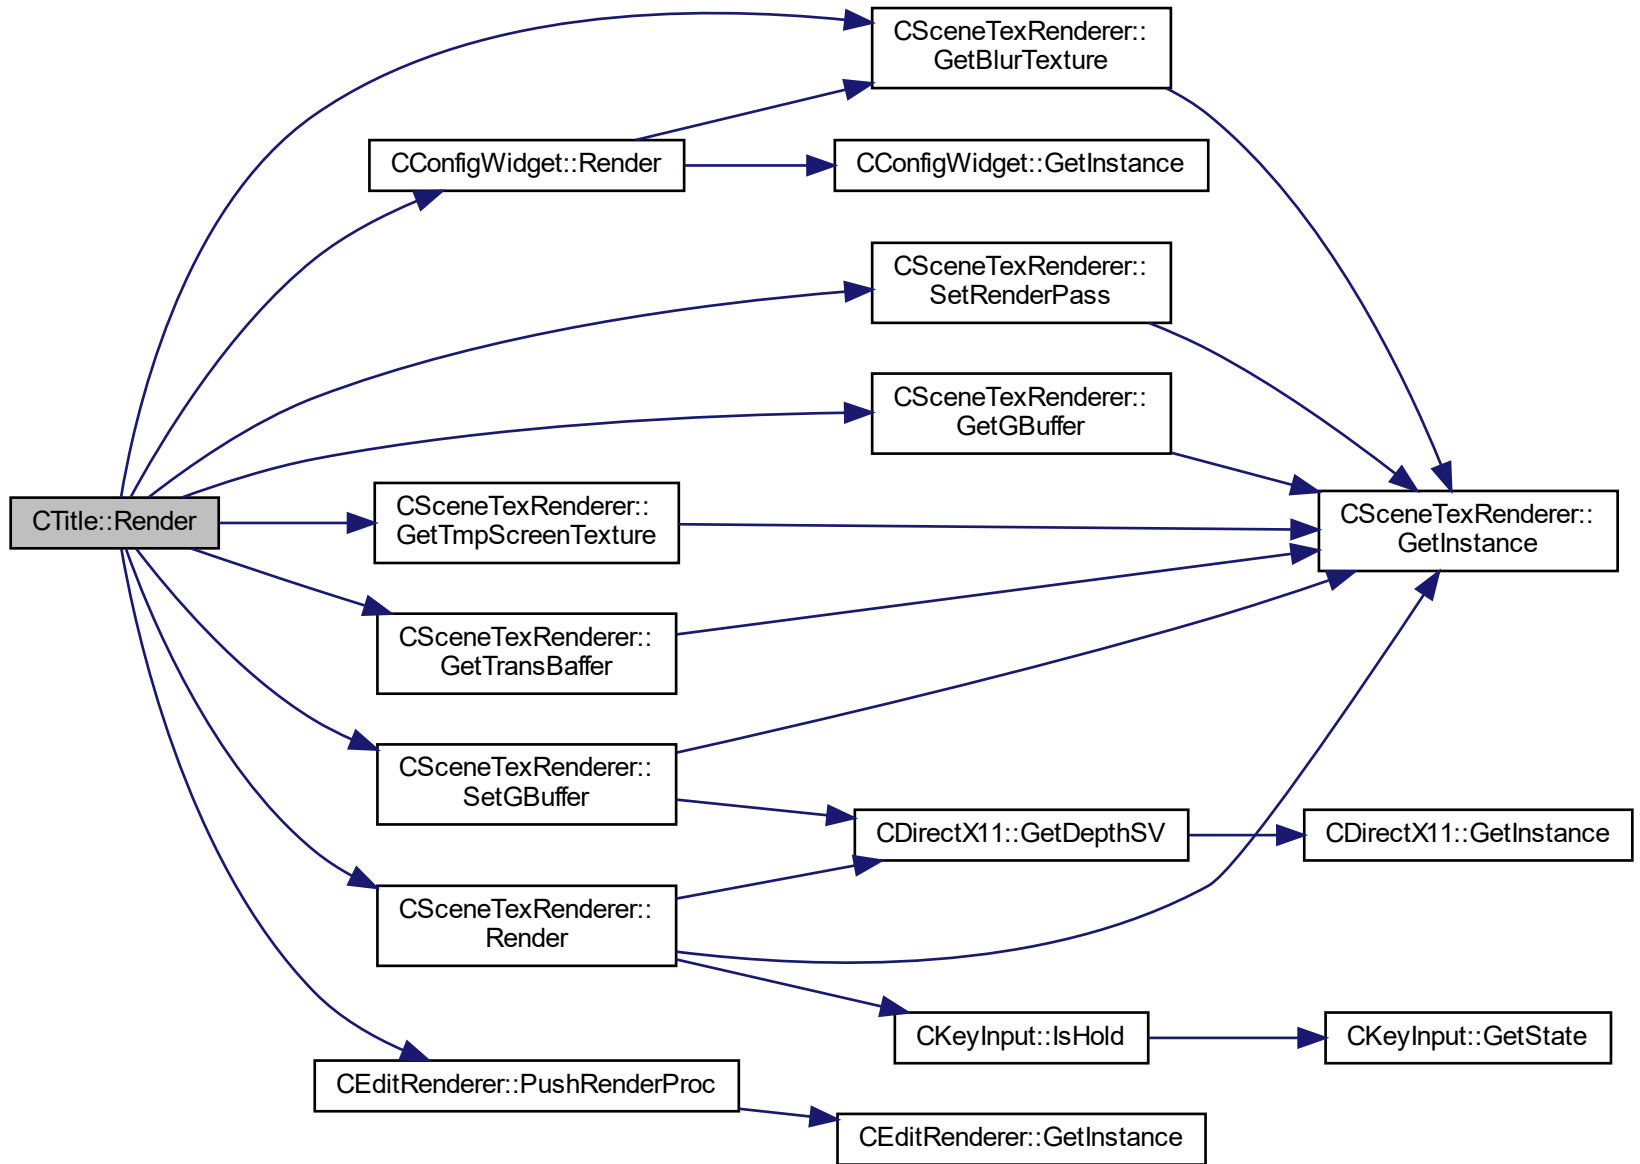 CSceneTexRenderer::
GetBlurTexture
CConfigWidget::Render
CConfigWidget::GetInstance
CSceneTexRenderer::
SetRenderPass
CSceneTexRenderer::
GetGBuffer
CTitle::Render
CSceneTexRenderer::
GetTmpScreenTexture
CSceneTexRenderer::
GetInstance
CSceneTexRenderer::
GetTransBaffer
CSceneTexRenderer::
SetGBuffer
CDirectX11::GetDepthSV
CDirectX11::GetInstance
CSceneTexRenderer::
Render
CKeyInput::IsHold
CKeyInput::GetState
CEditRenderer::PushRenderProc
CEditRenderer::GetInstance